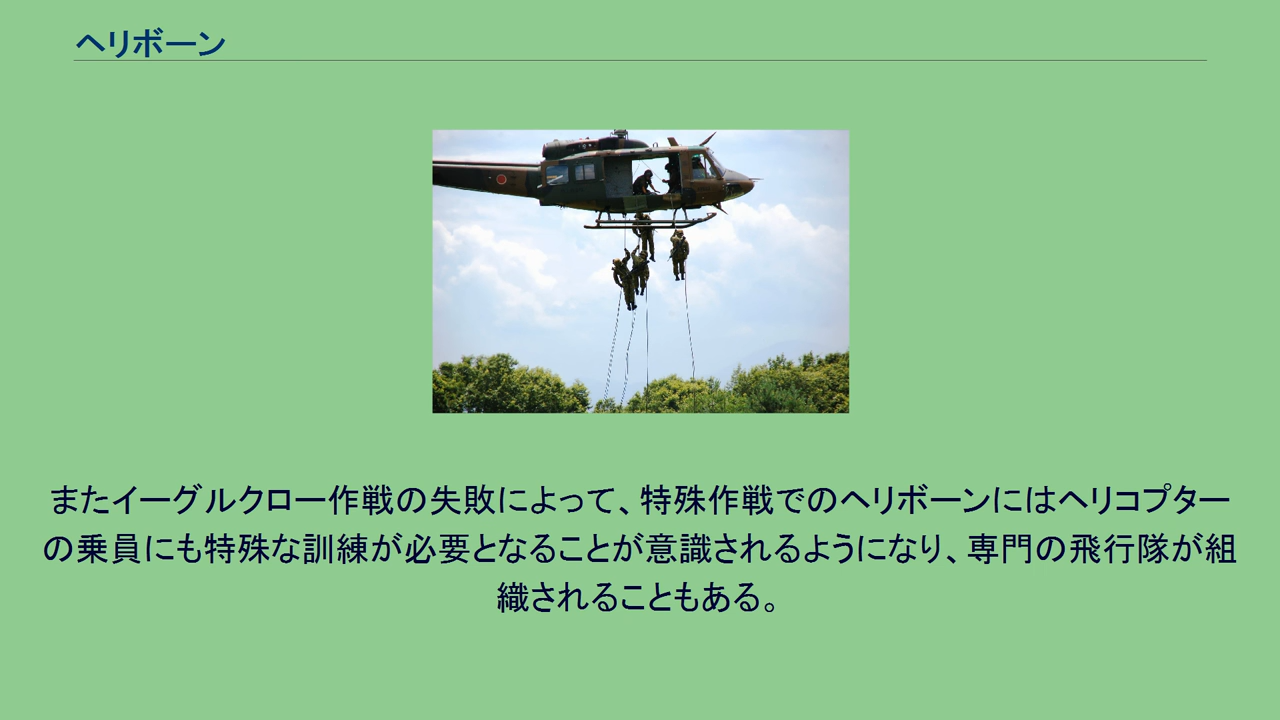 ヘリボーン
またイーグルクロー作戦の失敗によって、特殊作戦でのヘリボーンにはヘリコプター
の乗員にも特殊な訓練が必要となることが意識されるようになり、専門の飛行隊が組
織されることもある。